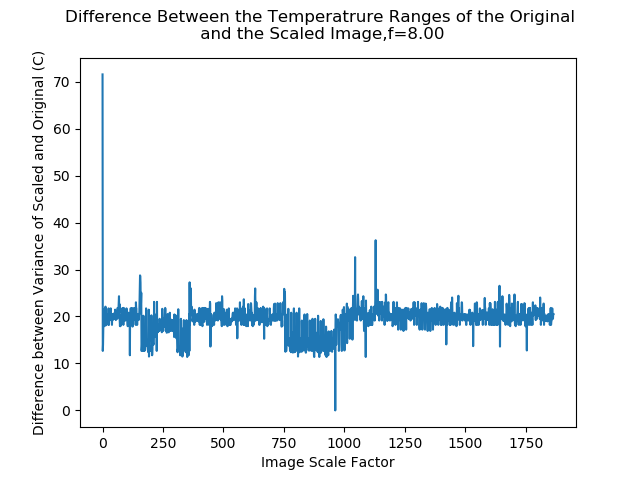 Difference Between the Temperatrure Ranges of the Original
and the Scaled Image,f=8.00
Difference between Variance of Scaled and Original (C)
70
60
50
40
30
20
10
0
0 250 500 750 1000 1250 1500 1750
Image Scale Factor